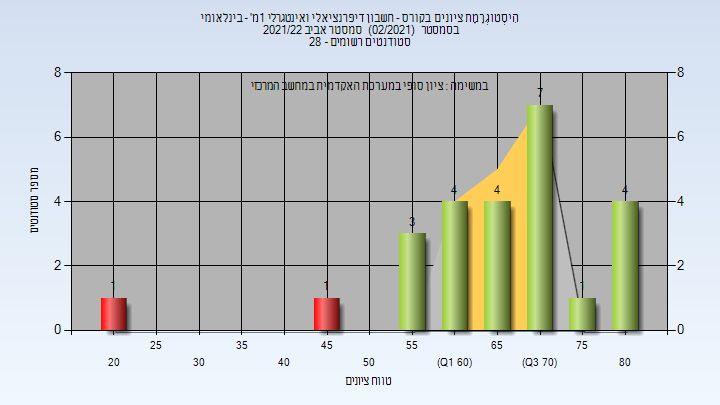 היסטוגרמת ציונים בקורס - חשבון דיפרנציאלי ואינטגרלי 1מ' - בינלאומי
בסמסטר (02/2021) סמסטר אביב 2021/22
סטודנטים רשומים - 28
במשימה : ציון סופי במערכת האקדמית במחשב המרכזי
8 8
6 6
4 4
2 2
0 0
מספר סטודנטים
1 1 3 4 4 7 1 4
25 35 45 55 65 75
20 30 40 50 (Q1 60) (Q3 70) 80
טווח ציונים